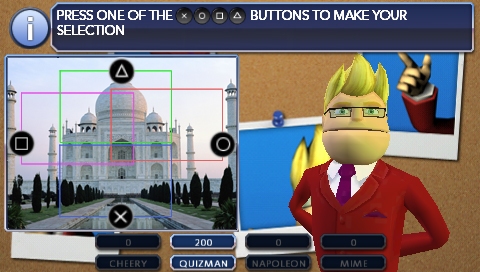 PRESS ONE OF THE ✕ ○ □ △ BUTTONS TO MAKE YOUR
SELECTION
0 200 0 0
CHEERY QUIZMAN NAPOLEON MIME